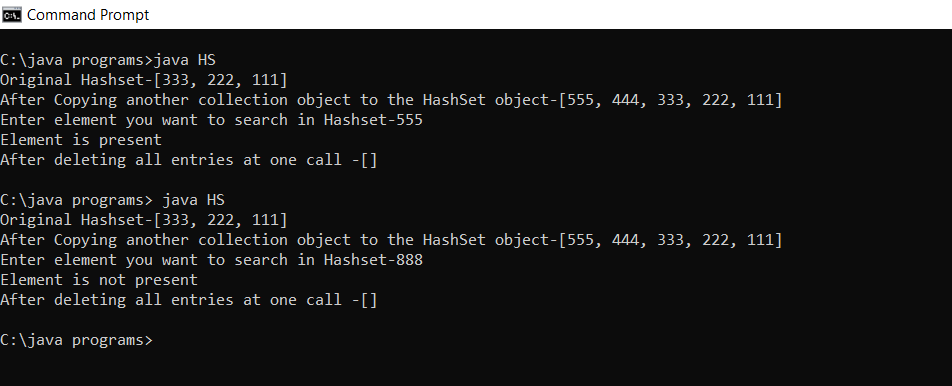 Command Prompt
C:\java programs>java HS
Original Hashset-[333, 222, 111]
After Copying another collection object to the HashSet object-[555, 444, 333, 222, 111]
Enter element you want to search in Hashset-555
Element is present
After deleting all entries at one call -[]
C:\java programs> java HS
Original Hashset-[333, 222, 111]
After Copying another collection object to the HashSet object-[555, 444, 333, 222, 111]
Enter element you want to search in Hashset-888
Element is not present
After deleting all entries at one call -[]
C:\java programs>